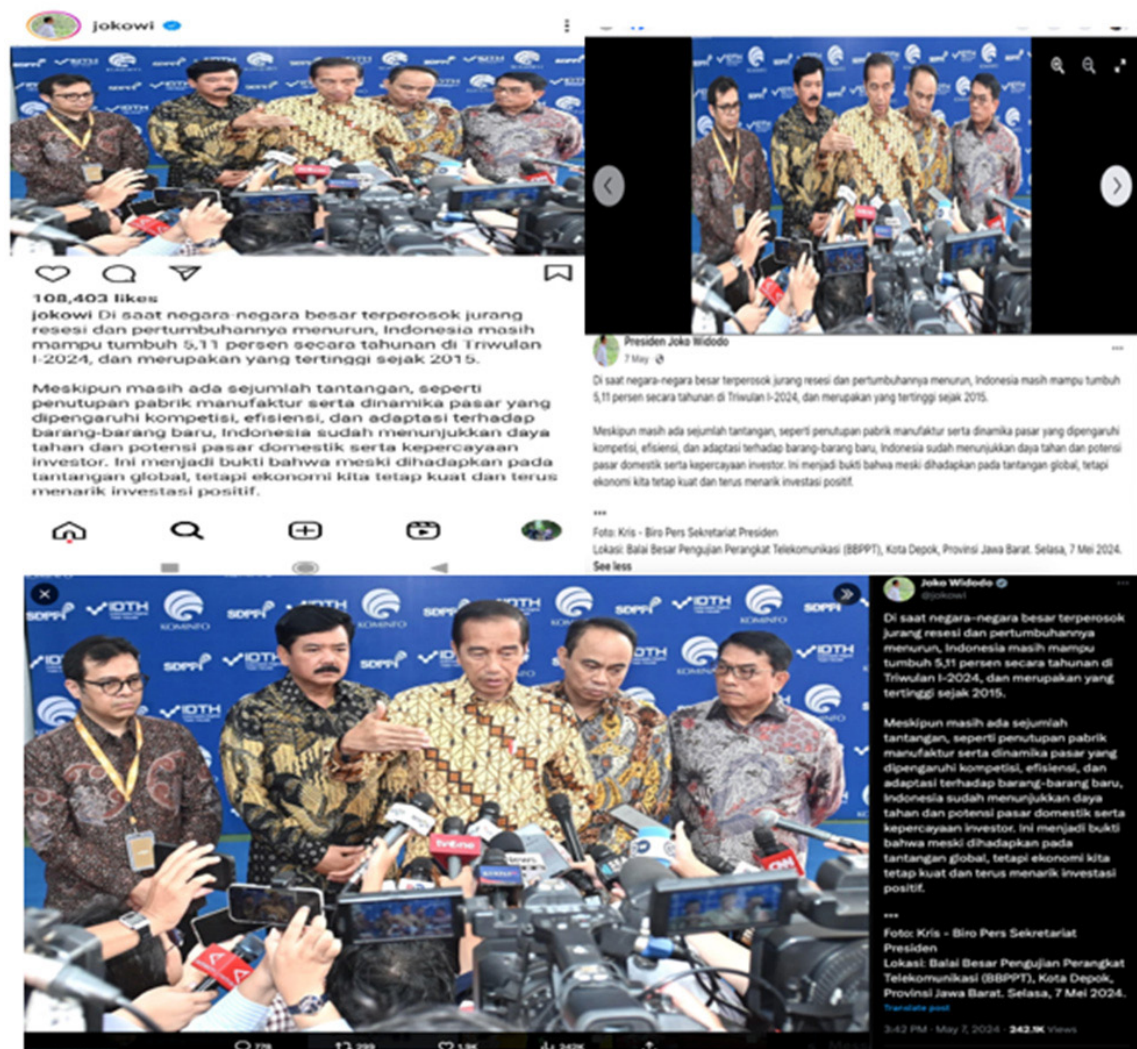 jokowi
KOMINFO
SDPPI
IDTH
108,403 likes
jokowi Di saat negara-negara besar terperosok jurang
resesi dan pertumbuhannya menurun, Indonesia masih
mampu tumbuh 5,11 persen secara tahunan di Triwulan
I-2024, dan merupakan yang tertinggi sejak 2015.
Meskipun masih ada sejumlah tantangan, seperti
penutupan pabrik manufaktur serta dinamika pasar yang
dipengaruhi kompetisi, efisiensi, dan adaptasi terhadap
barang-barang baru, Indonesia sudah menunjukkan daya
tahan dan potensi pasar domestik serta kepercayaan
investor. Ini menjadi bukti bahwa meski dihadapkan pada
tantangan global, tetapi ekonomi kita tetap kuat dan terus
menarik investasi positif.
Presiden Joko Widodo
7 May
Di saat negara-negara besar terperosok jurang resesi dan pertumbuhannya menurun, Indonesia masih mampu tumbuh
5,11 persen secara tahunan di Triwulan I-2024, dan merupakan yang tertinggi sejak 2015.
Meskipun masih ada sejumlah tantangan, seperti penutupan pabrik manufaktur serta dinamika pasar yang dipengaruhi
kompetisi, efisiensi, dan adaptasi terhadap barang-barang baru, Indonesia sudah menunjukkan daya tahan dan potensi
pasar domestik serta kepercayaan investor. Ini menjadi bukti bahwa meski dihadapkan pada tantangan global, tetapi
ekonomi kita tetap kuat dan terus menarik investasi positif.
•••
Foto: Kris - Biro Pers Sekretariat Presiden
Lokasi: Balai Besar Pengujian Perangkat Telekomunikasi (BBPPT), Kota Depok, Provinsi Jawa Barat. Selasa, 7 Mei 2024.
See less
SDPPI
IDTH
KOMINFO
tvOne
CNN
Joko Widodo
@jokowi
Di saat negara-negara besar terperosok
jurang resesi dan pertumbuhannya
menurun, Indonesia masih mampu
tumbuh 5,11 persen secara tahunan di
Triwulan I-2024, dan merupakan yang
tertinggi sejak 2015.
Meskipun masih ada sejumlah
tantangan, seperti penutupan pabrik
manufaktur serta dinamika pasar yang
dipengaruhi kompetisi, efisiensi, dan
adaptasi terhadap barang-barang baru,
Indonesia sudah menunjukkan daya
tahan dan potensi pasar domestik serta
kepercayaan investor. Ini menjadi bukti
bahwa meski dihadapkan pada
tantangan global, tetapi ekonomi kita
tetap kuat dan terus menarik investasi
positif.
•••
Foto: Kris - Biro Pers Sekretariat
Presiden
Lokasi: Balai Besar Pengujian Perangkat
Telekomunikasi (BBPPT), Kota Depok,
Provinsi Jawa Barat. Selasa, 7 Mei 2024.
Translate post
3:42 PM · May 7, 2024 · 242.1K Views
778 299 1.9K 242K